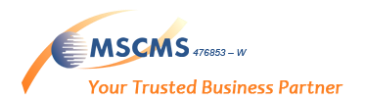 MSCMS 476853 – W
Your Trusted Business Partner